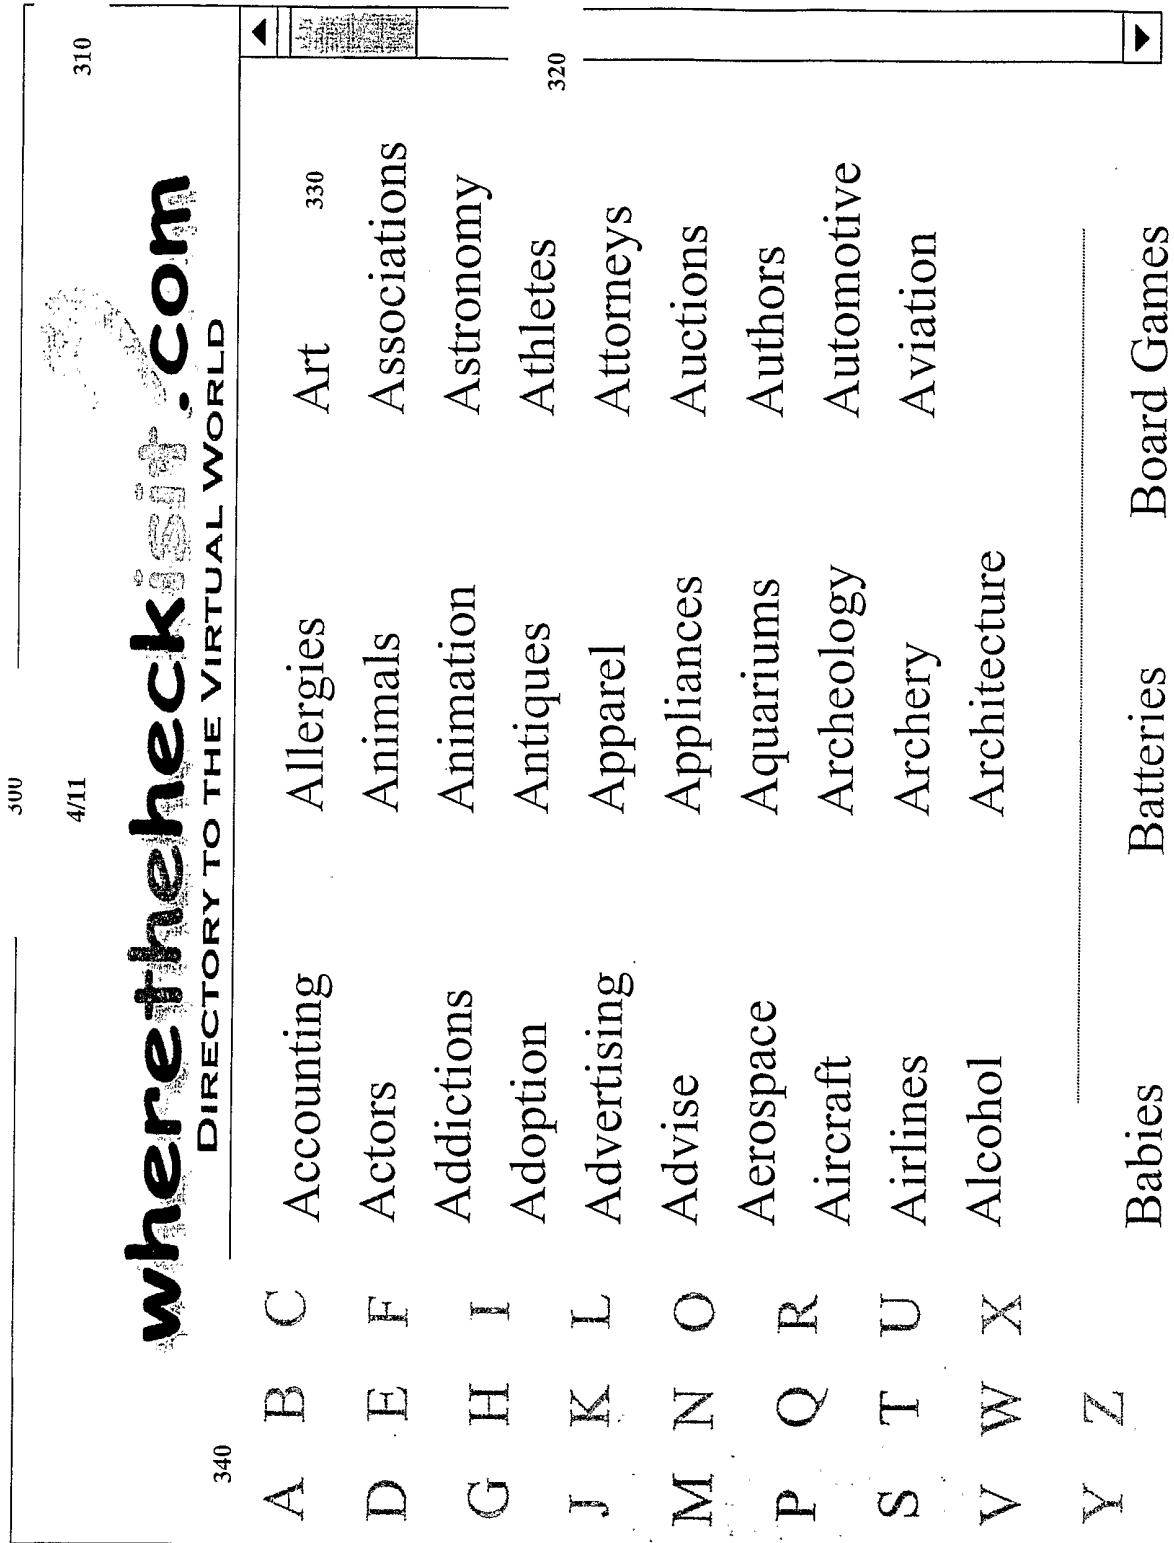 300
4/11
310
wheretheheckisit?.com
DIRECTORY TO THE VIRTUAL WORLD
340
A B C
D E F
G H I
J K L
M N O
P Q R
S T U
V W X
Y Z
Accounting Allergies Art 330
Actors Animals Associations
Addictions Animation Astronomy
Adoption Antiques Athletes
Advertising Apparel Attorneys
Advise Appliances Auctions
Aerospace Aquariums Authors
Aircraft Archeology Automotive
Airlines Archery Aviation
Alcohol Architecture
320
Babies Batteries Board Games